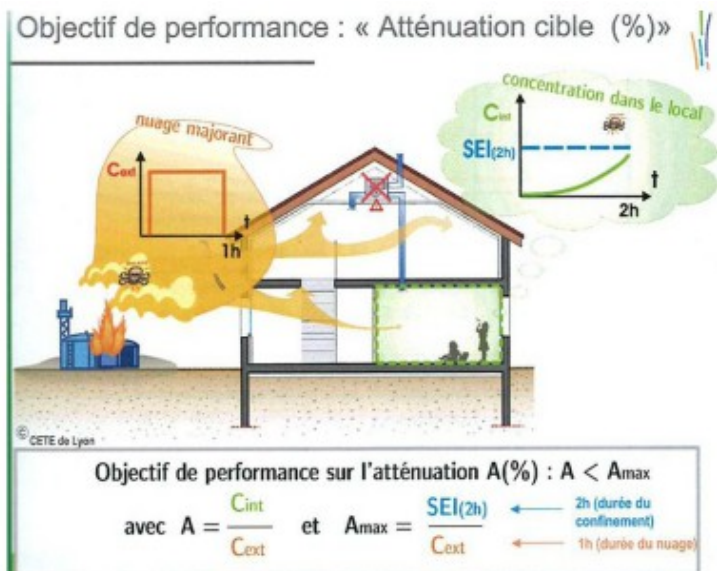 Objectif de performance : « Atténuation cible (%)»
nuage majorant
Cext
t
1h
concentration dans le local
Cint
SEI(2h)
t
2h
© CETE de Lyon
Objectif de performance sur l'atténuation A(%) : A < Amax
avec A = Cint / Cext et Amax = SEI(2h) / Cext
2h (durée du confinement)
1h (durée du nuage)